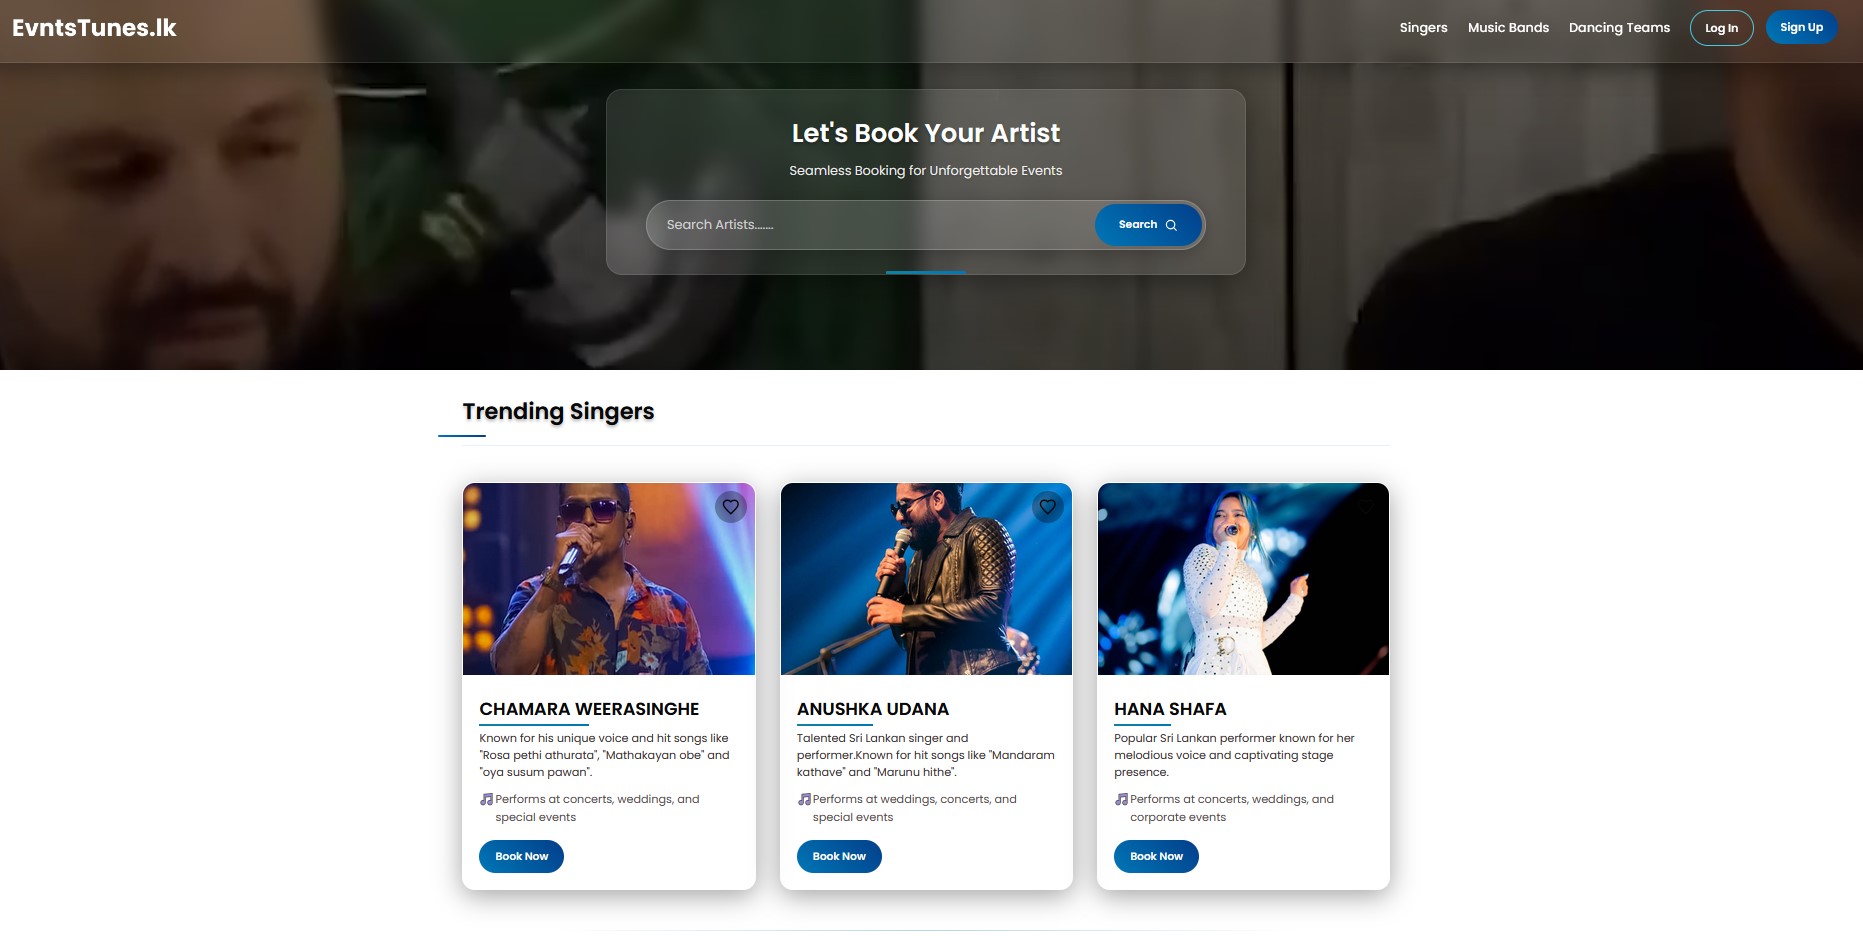 EvntsTunes.lk
Singers Music Bands Dancing Teams Log In Sign Up
Let's Book Your Artist
Seamless Booking for Unforgettable Events
Search Artists.......
Search
Trending Singers
CHAMARA WEERASINGHE
Known for his unique voice and hit songs like
"Rosa pethi athurata", "Mathakayan obe" and
"oya susum pawan".
Performs at concerts, weddings, and
special events
Book Now
ANUSHKA UDANA
Talented Sri Lankan singer and
performer.Known for hit songs like "Mandaram
kathave" and "Marunu hithe".
Performs at weddings, concerts, and
special events
Book Now
HANA SHAFA
Popular Sri Lankan performer known for her
melodious voice and captivating stage
presence.
Performs at concerts, weddings, and
corporate events
Book Now